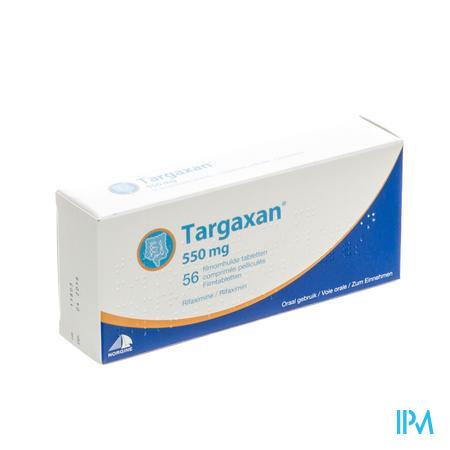 Targaxan®
550 mg
Targaxan®
550 mg
56 filmomhulde tabletten
comprimés pelliculés
Filmtabletten
Rifaximine / Rifaximin
Oraal gebruik / Voie orale / Zum Einnehmen
NORGINE
IPM